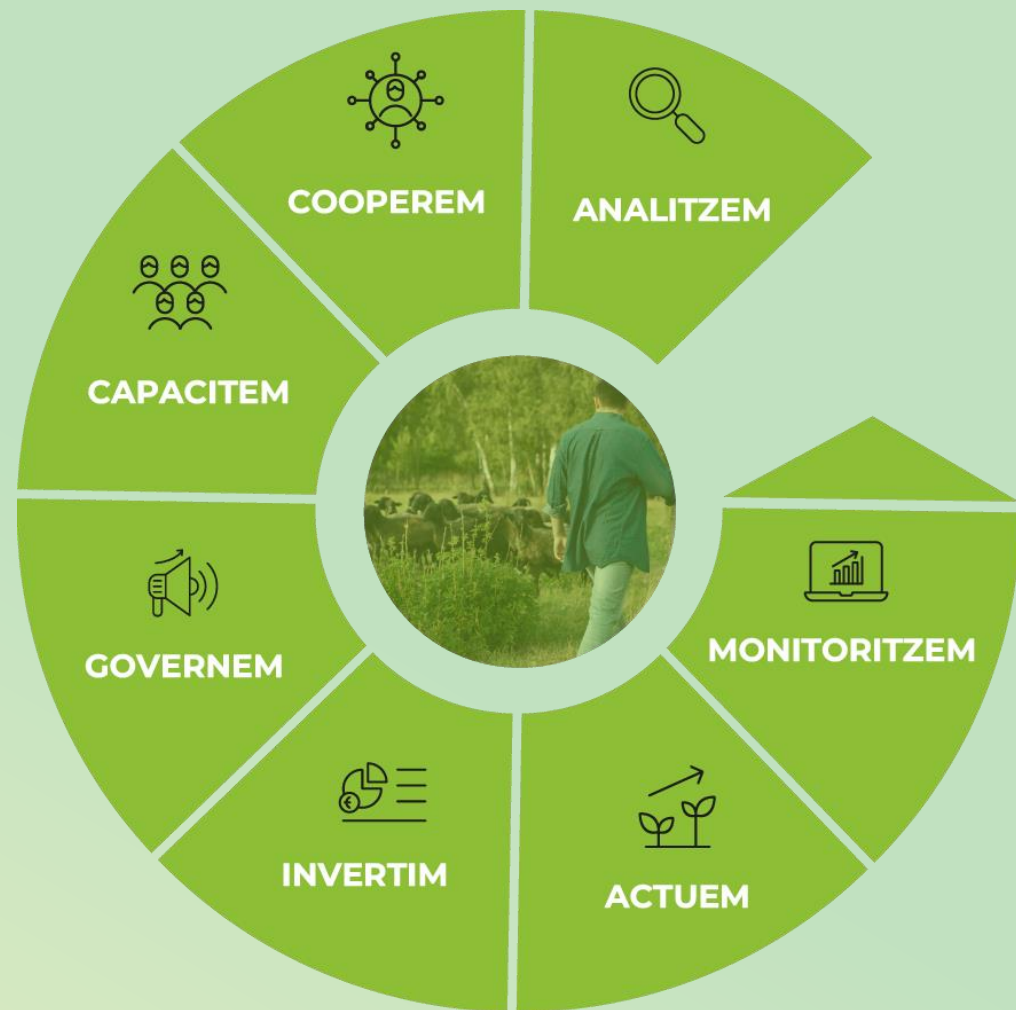 COOPEREM
ANALITZEM
CAPACITEM
GOVERNEM
MONITORITZEM
INVERTIM
ACTUEM